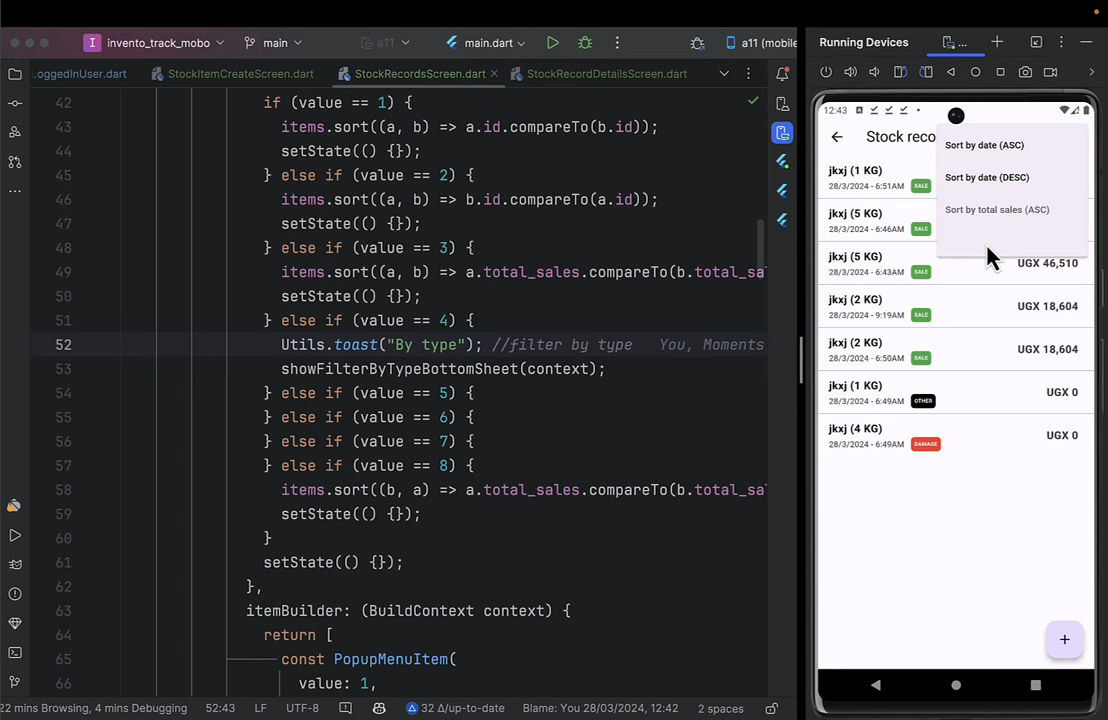 invento_track_mobo
main
a11
main.dart
a11 (mobile
Running Devices
...
LoggedInUser.dart
StockItemCreateScreen.dart
StockRecordsScreen.dart
StockRecordDetailsScreen.dart
42 if (value == 1) {
43 items.sort((a, b) => a.id.compareTo(b.id));
44 setState(() {});
45 } else if (value == 2) {
46 items.sort((a, b) => b.id.compareTo(a.id));
47 setState(() {});
48 } else if (value == 3) {
49 items.sort((a, b) => a.total_sales.compareTo(b.total_sal
50 setState(() {});
51 } else if (value == 4) {
52 Utils.toast("By type"); //filter by type You, Moments
53 showFilterByTypeBottomSheet(context);
54 } else if (value == 5) {
55 } else if (value == 6) {
56 } else if (value == 7) {
57 } else if (value == 8) {
58 items.sort((b, a) => a.total_sales.compareTo(b.total_sal
59 setState(() {});
60 }
61 setState(() {});
62 },
63 itemBuilder: (BuildContext context) {
64 return [
65 const PopupMenuItem(
66 value: 1,
22 mins Browsing, 4 mins Debugging
52:43
LF
UTF-8
32 Δ/up-to-date
Blame: You 28/03/2024, 12:42
2 spaces
12:43
Stock reco
Sort by date (ASC)
Sort by date (DESC)
Sort by total sales (ASC)
jkxj (1 KG)
28/3/2024 - 6:51AM SALE
jkxj (5 KG)
28/3/2024 - 6:46AM SALE
jkxj (5 KG)
UGX 46,510
28/3/2024 - 6:43AM SALE
jkxj (2 KG)
UGX 18,604
28/3/2024 - 9:19AM SALE
jkxj (2 KG)
UGX 18,604
28/3/2024 - 6:50AM SALE
jkxj (1 KG)
UGX 0
28/3/2024 - 6:49AM OTHER
jkxj (4 KG)
UGX 0
28/3/2024 - 6:49AM DAMAGE
+